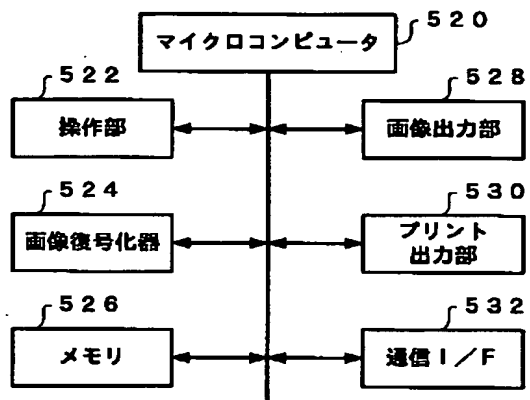 マイクロコンピュータ
520
522
操作部
528
画像出力部
524
画像復号化器
530
プリント
出力部
526
メモリ
532
通信I/F